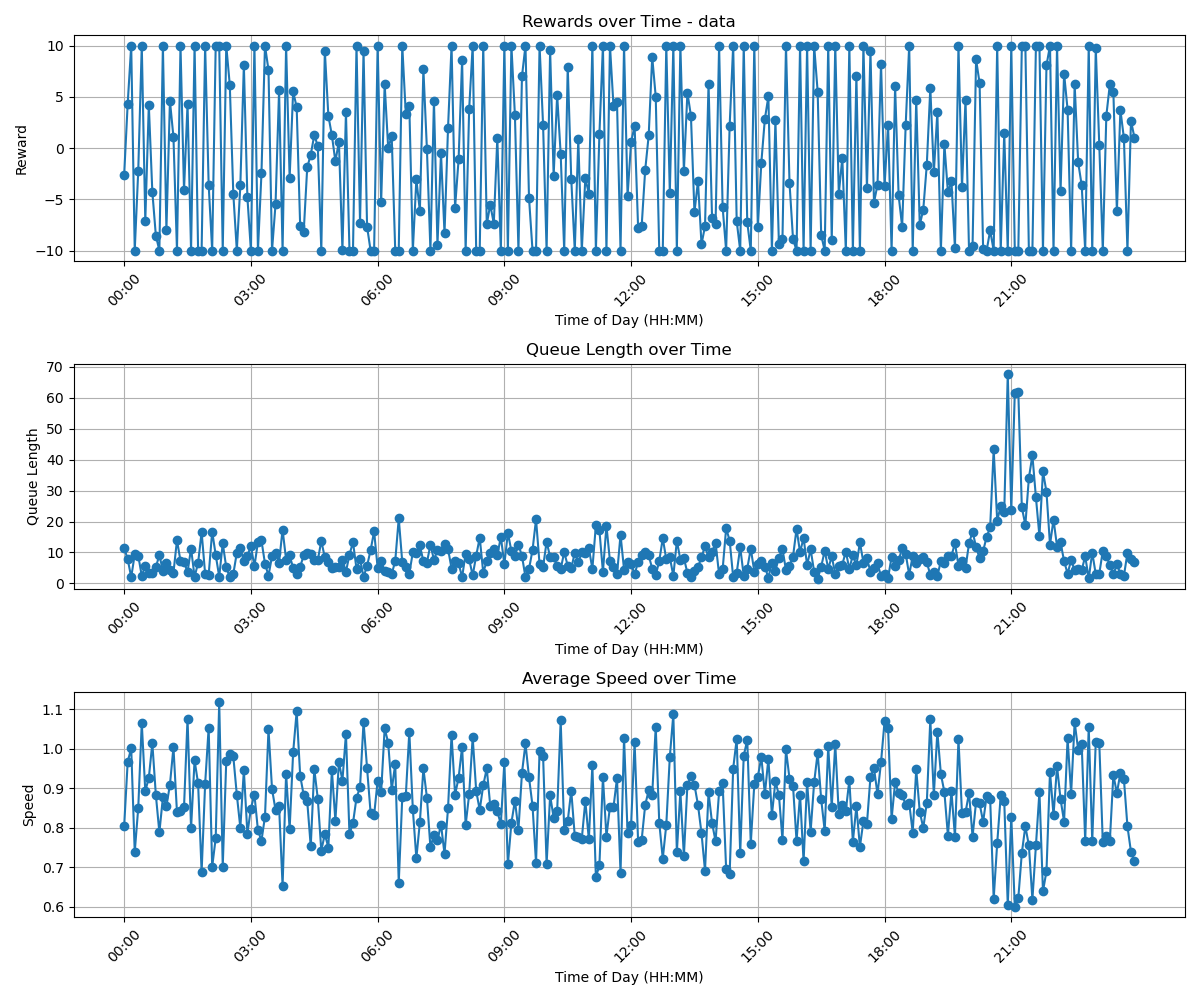 Rewards over Time - data
Reward
10
5
0
−5
−10
00:00 03:00 06:00 09:00 12:00 15:00 18:00 21:00
Time of Day (HH:MM)
Queue Length over Time
Queue Length
70
60
50
40
30
20
10
0
00:00 03:00 06:00 09:00 12:00 15:00 18:00 21:00
Time of Day (HH:MM)
Average Speed over Time
Speed
1.1
1.0
0.9
0.8
0.7
0.6
00:00 03:00 06:00 09:00 12:00 15:00 18:00 21:00
Time of Day (HH:MM)